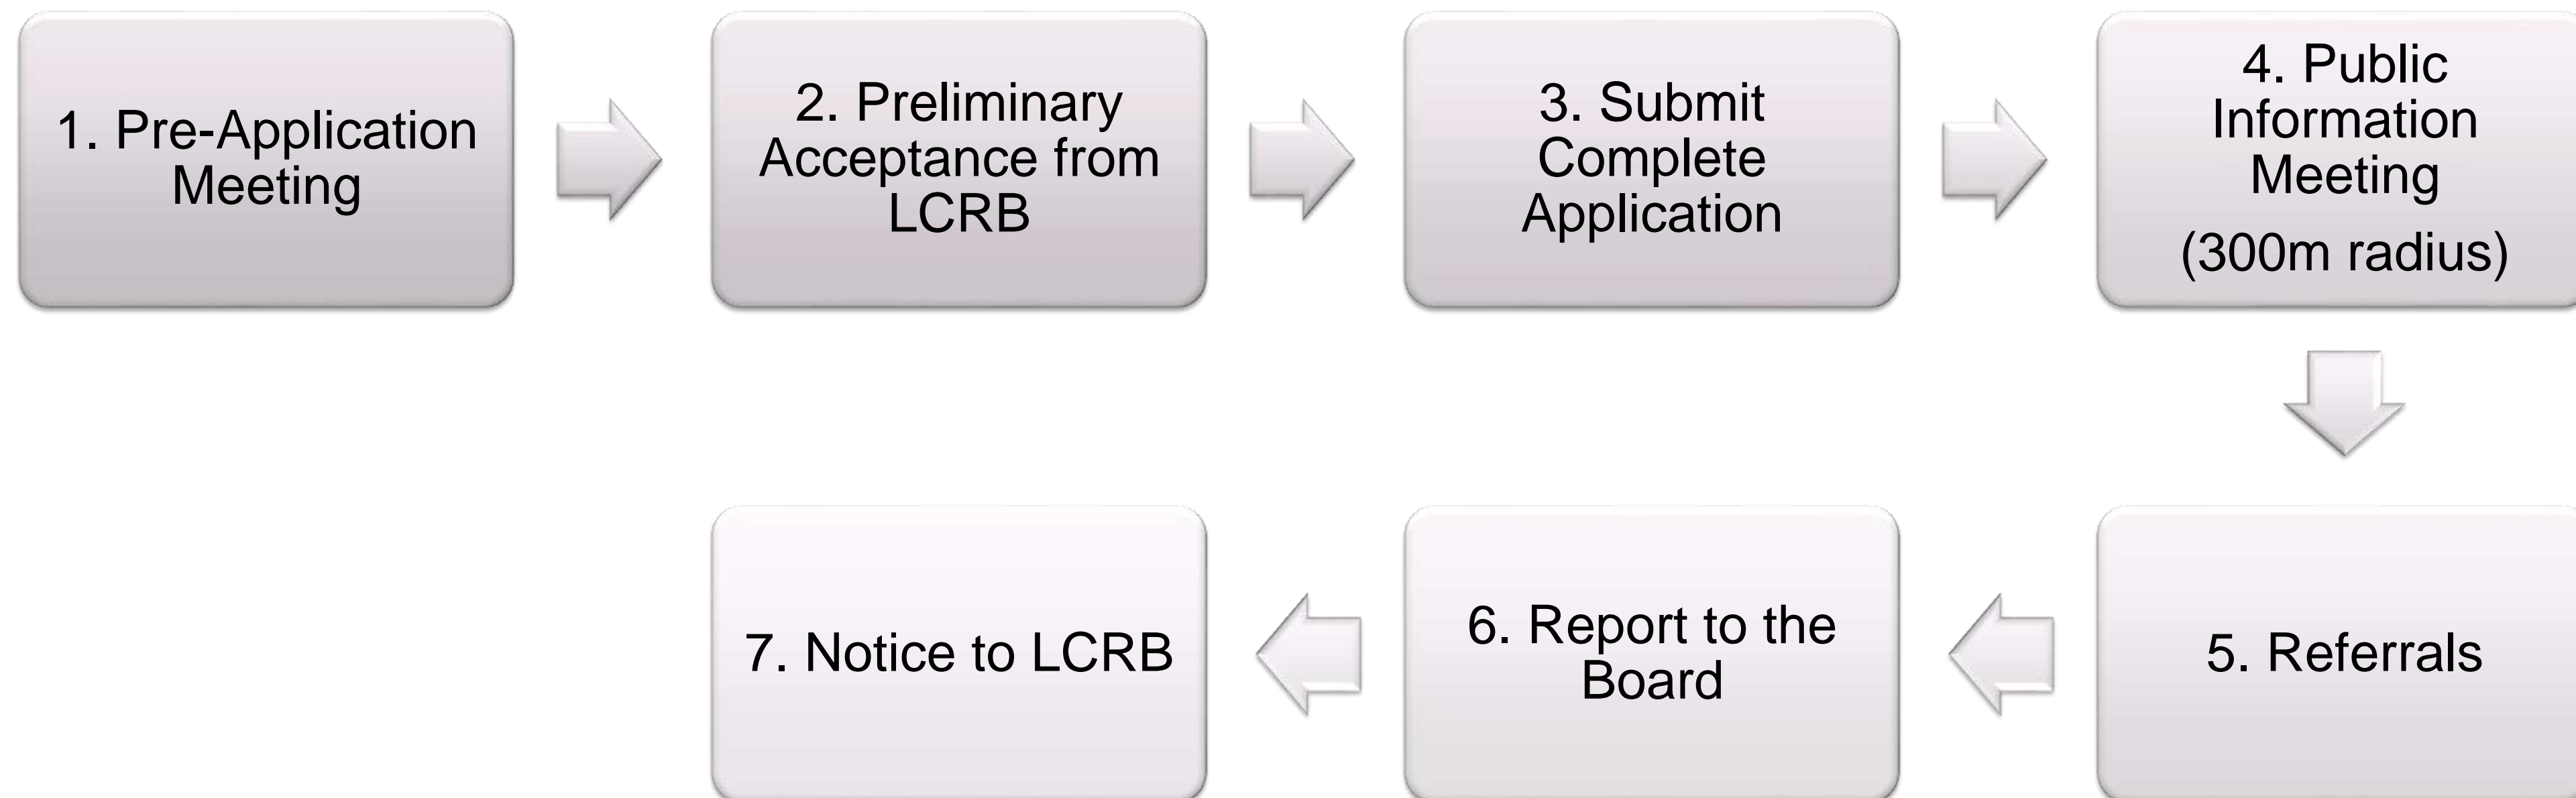 1. Pre-Application
Meeting
2. Preliminary
Acceptance from
LCRB
3. Submit
Complete
Application
4. Public
Information
Meeting
(300m radius)
5. Referrals
6. Report to the
Board
7. Notice to LCRB